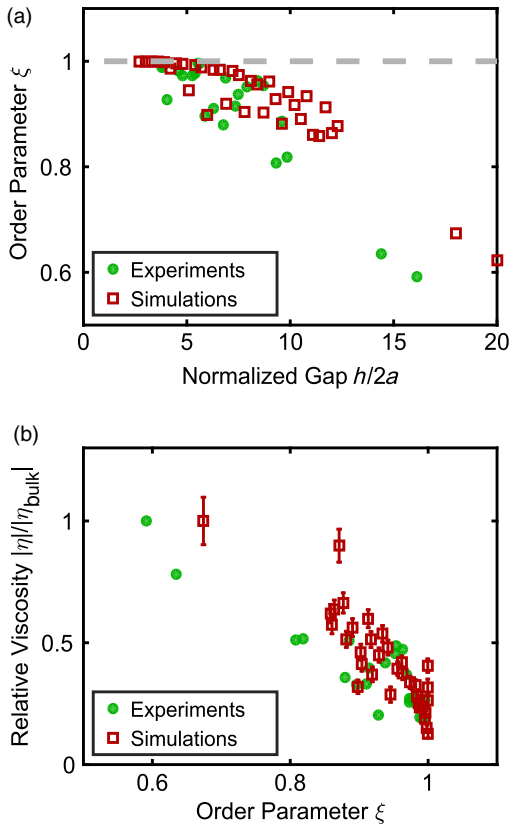 (a)
1
0.8
0.6
Order Parameter ξ
Experiments
Simulations
0 5 10 15 20
Normalized Gap h/2a
(b)
1
0.5
0
Relative Viscosity |η|/|η_bulk|
Experiments
Simulations
0.6 0.8 1
Order Parameter ξ